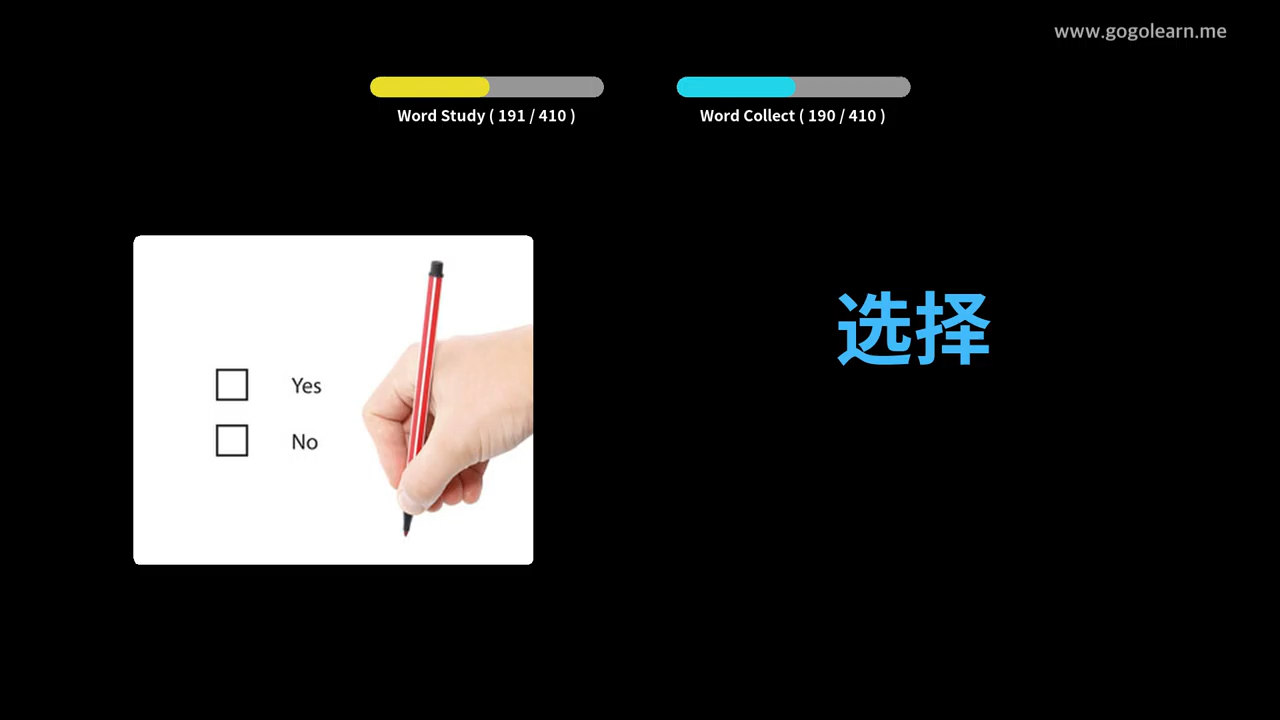 www.gogolearn.me
Word Study ( 191 / 410 )
Word Collect ( 190 / 410 )
选择
Yes
No